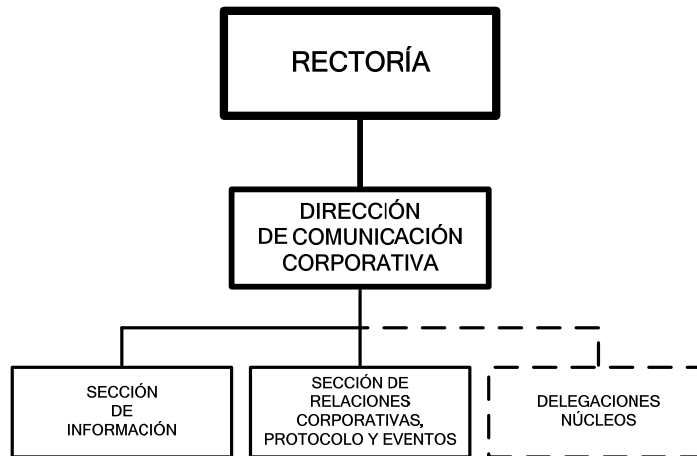 RECTORÍA
DIRECCIÓN
DE COMUNICACIÓN
CORPORATIVA
SECCIÓN
DE
INFORMACIÓN
SECCIÓN DE
RELACIONES
CORPORATIVAS,
PROTOCOLO Y EVENTOS
DELEGACIONES
NÚCLEOS